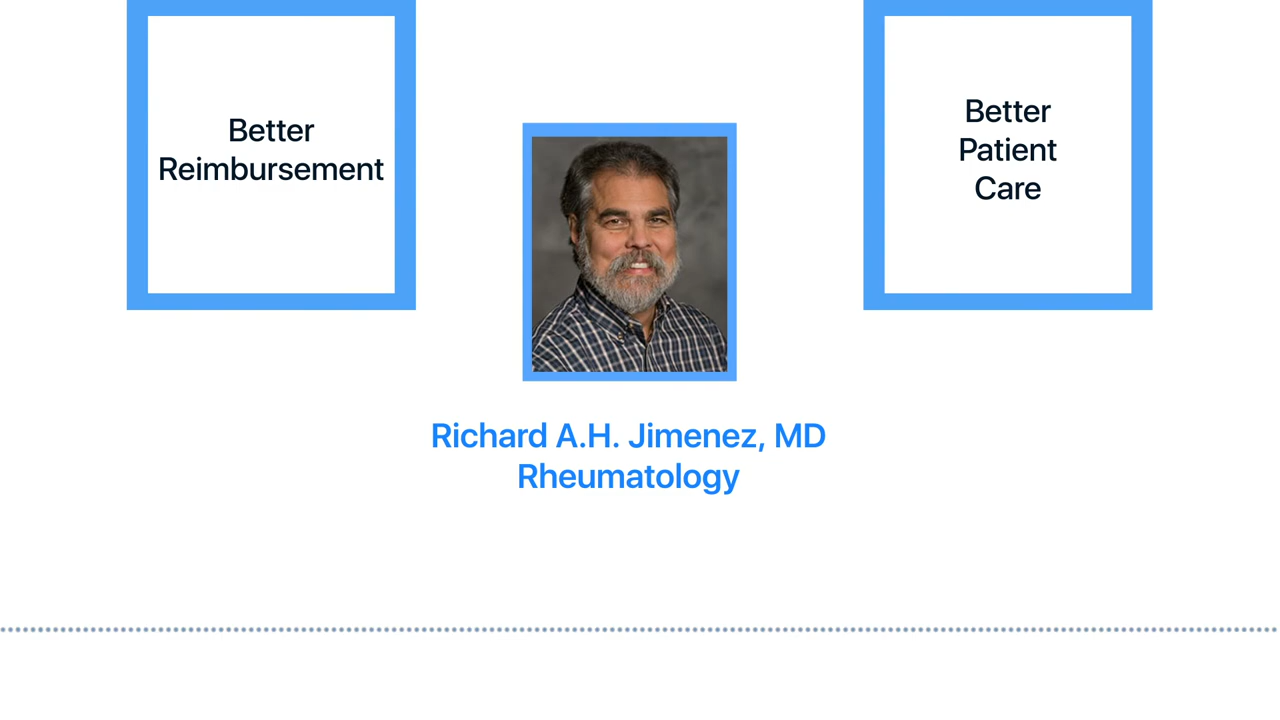 Better
Reimbursement
Better
Patient
Care
Richard A.H. Jimenez, MD
Rheumatology